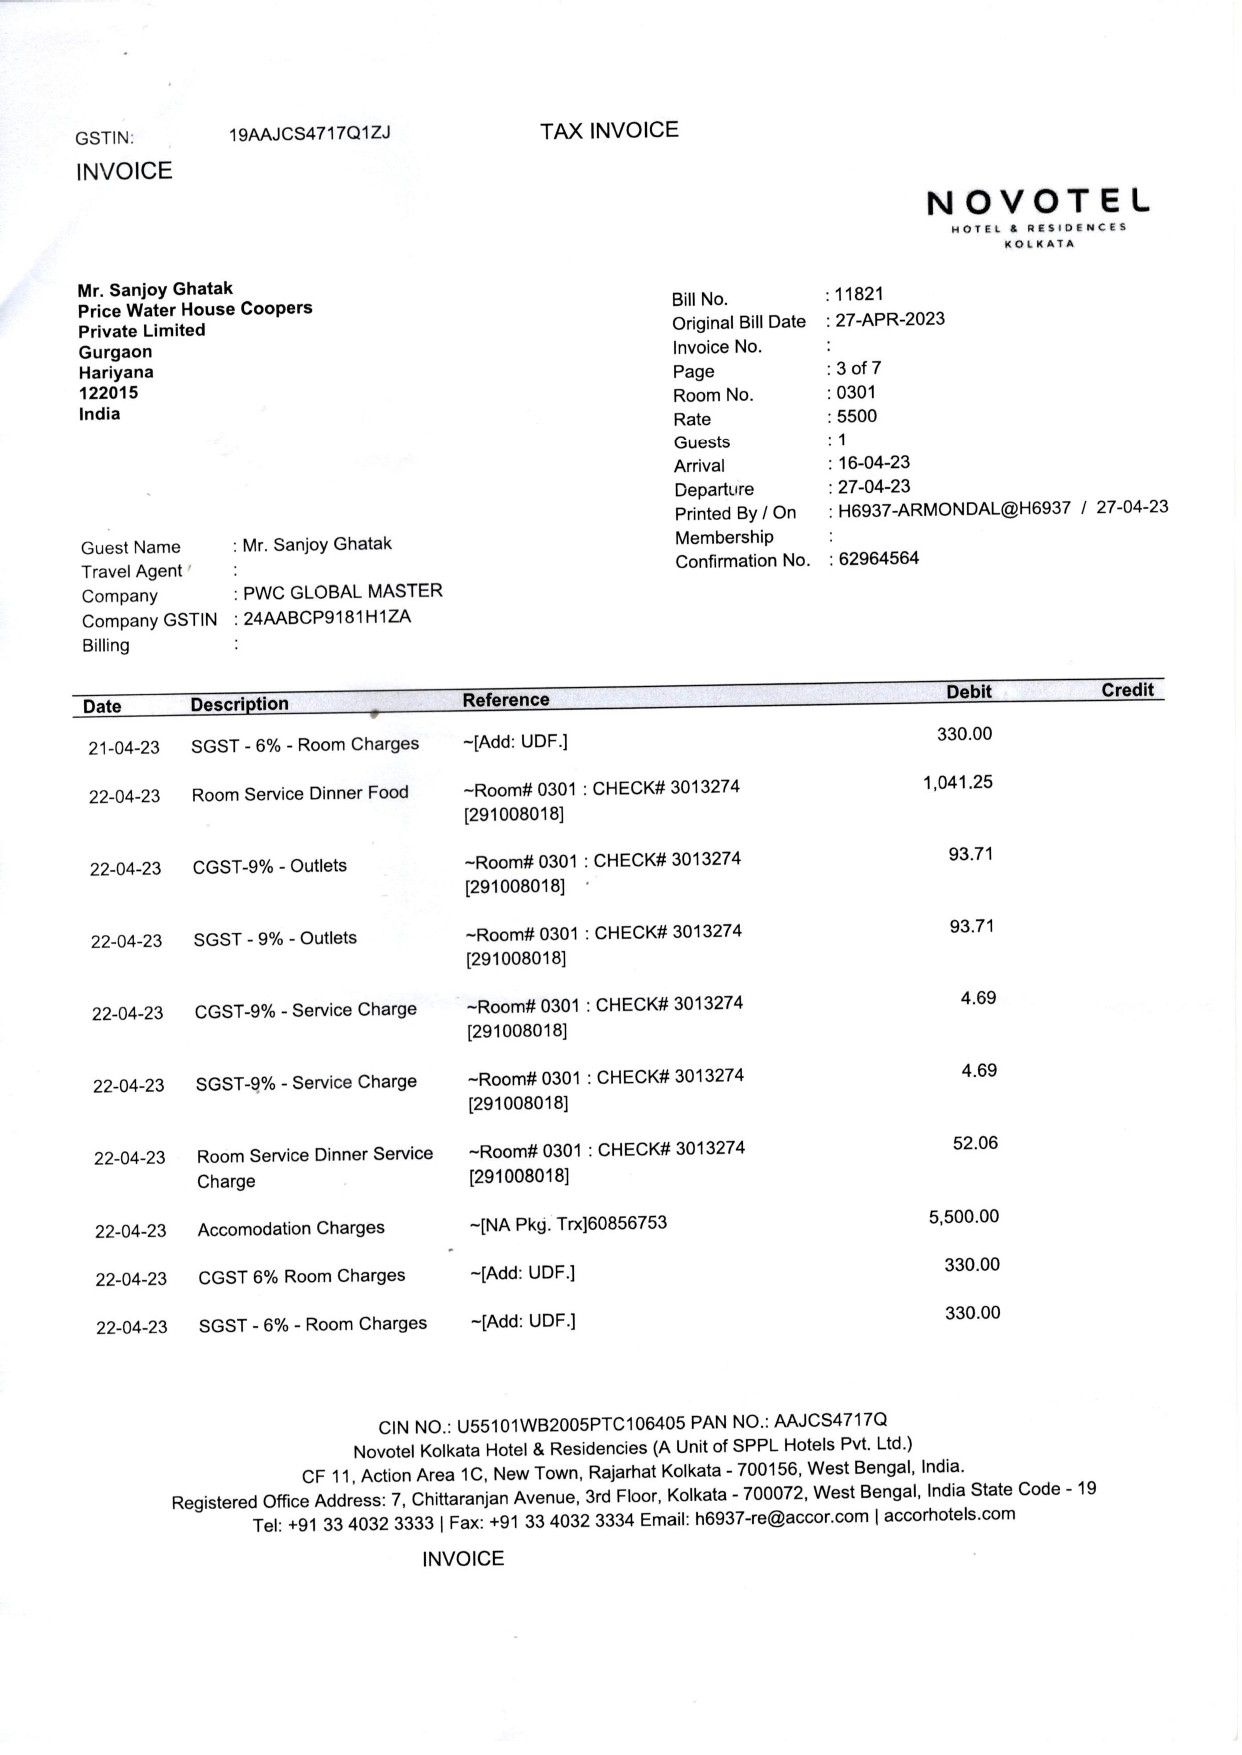 GSTIN: 19AAJCS4717Q1ZJ TAX INVOICE
INVOICE
NOVOTEL
HOTEL & RESIDENCES
KOLKATA
Mr. Sanjoy Ghatak
Price Water House Coopers
Private Limited
Gurgaon
Hariyana
122015
India
Bill No. : 11821
Original Bill Date : 27-APR-2023
Invoice No. :
Page : 3 of 7
Room No. : 0301
Rate : 5500
Guests : 1
Arrival : 16-04-23
Departure : 27-04-23
Printed By / On : H6937-ARMONDAL@H6937 / 27-04-23
Membership :
Confirmation No. : 62964564
Guest Name : Mr. Sanjoy Ghatak
Travel Agent :
Company : PWC GLOBAL MASTER
Company GSTIN : 24AABCP9181H1ZA
Billing :
Date Description Reference Debit Credit
21-04-23 SGST - 6% - Room Charges ~[Add: UDF.] 330.00
22-04-23 Room Service Dinner Food ~Room# 0301 : CHECK# 3013274 1,041.25
[291008018]
22-04-23 CGST-9% - Outlets ~Room# 0301 : CHECK# 3013274 93.71
[291008018]
22-04-23 SGST - 9% - Outlets ~Room# 0301 : CHECK# 3013274 93.71
[291008018]
22-04-23 CGST-9% - Service Charge ~Room# 0301 : CHECK# 3013274 4.69
[291008018]
22-04-23 SGST-9% - Service Charge ~Room# 0301 : CHECK# 3013274 4.69
[291008018]
22-04-23 Room Service Dinner Service ~Room# 0301 : CHECK# 3013274 52.06
Charge [291008018]
22-04-23 Accomodation Charges ~[NA Pkg. Trx]60856753 5,500.00
22-04-23 CGST 6% Room Charges ~[Add: UDF.] 330.00
22-04-23 SGST - 6% - Room Charges ~[Add: UDF.] 330.00
CIN NO.: U55101WB2005PTC106405 PAN NO.: AAJCS4717Q
Novotel Kolkata Hotel & Residencies (A Unit of SPPL Hotels Pvt. Ltd.)
CF 11, Action Area 1C, New Town, Rajarhat Kolkata - 700156, West Bengal, India.
Registered Office Address: 7, Chittaranjan Avenue, 3rd Floor, Kolkata - 700072, West Bengal, India State Code - 19
Tel: +91 33 4032 3333 | Fax: +91 33 4032 3334 Email: h6937-re@accor.com | accorhotels.com
INVOICE